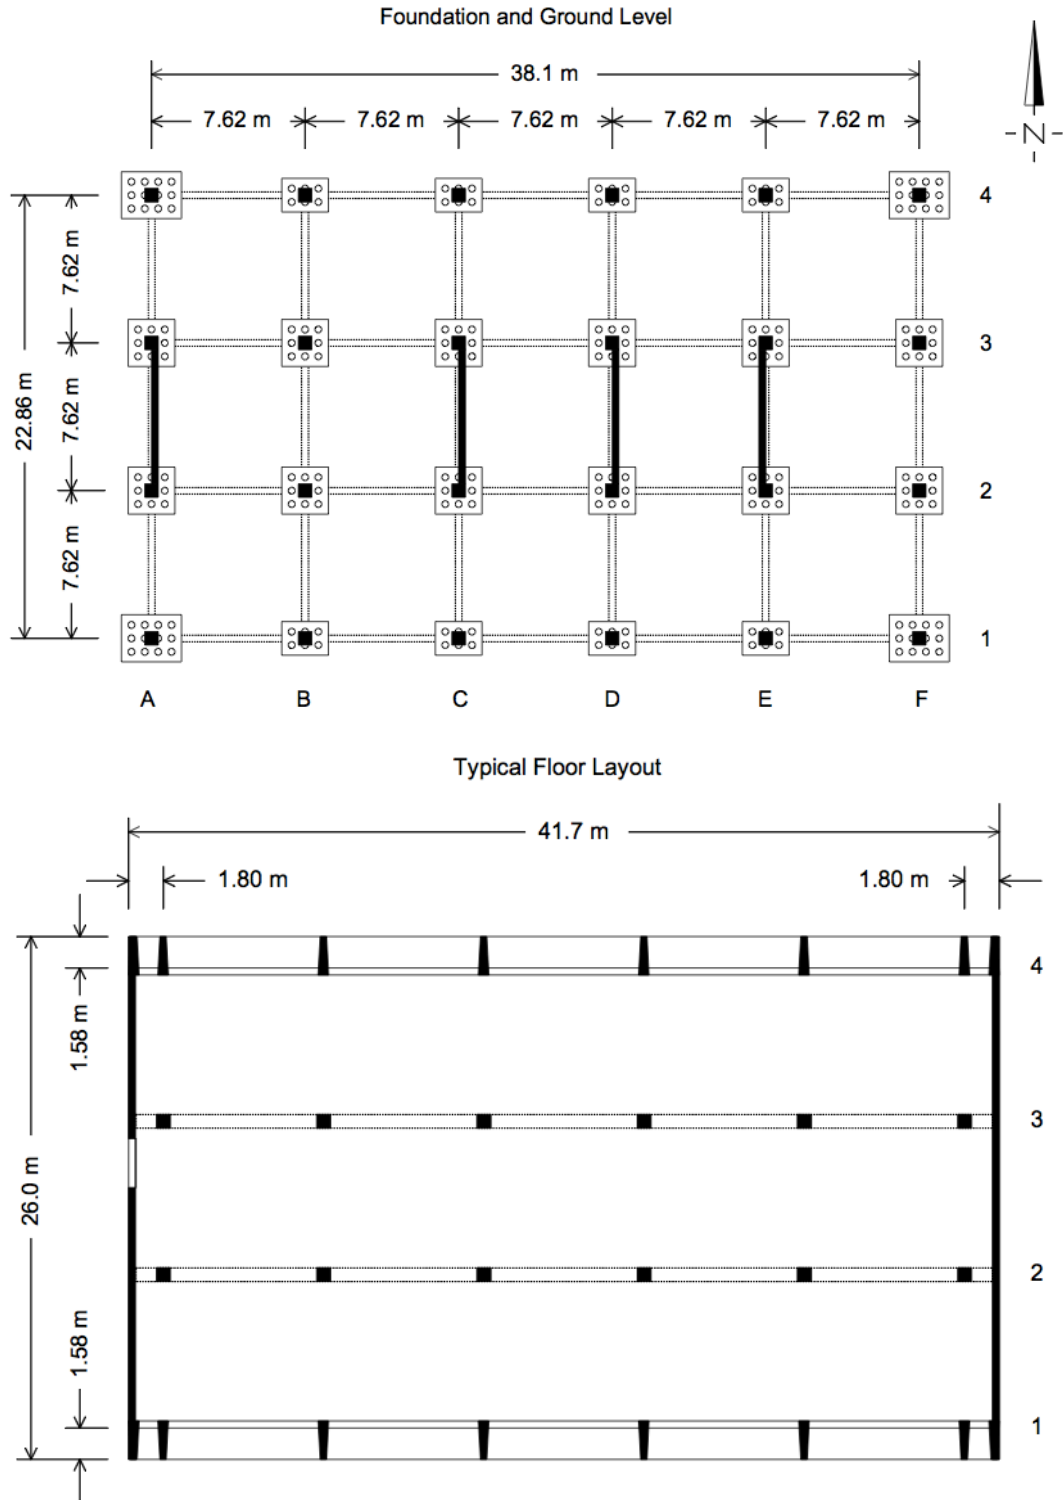 Foundation and Ground Level
38.1 m
7.62 m 7.62 m 7.62 m 7.62 m 7.62 m
N
4
7.62 m
3
22.86 m
7.62 m
2
7.62 m
1
A B C D E F
Typical Floor Layout
41.7 m
1.80 m 1.80 m
4
1.58 m
3
26.0 m
2
1.58 m
1